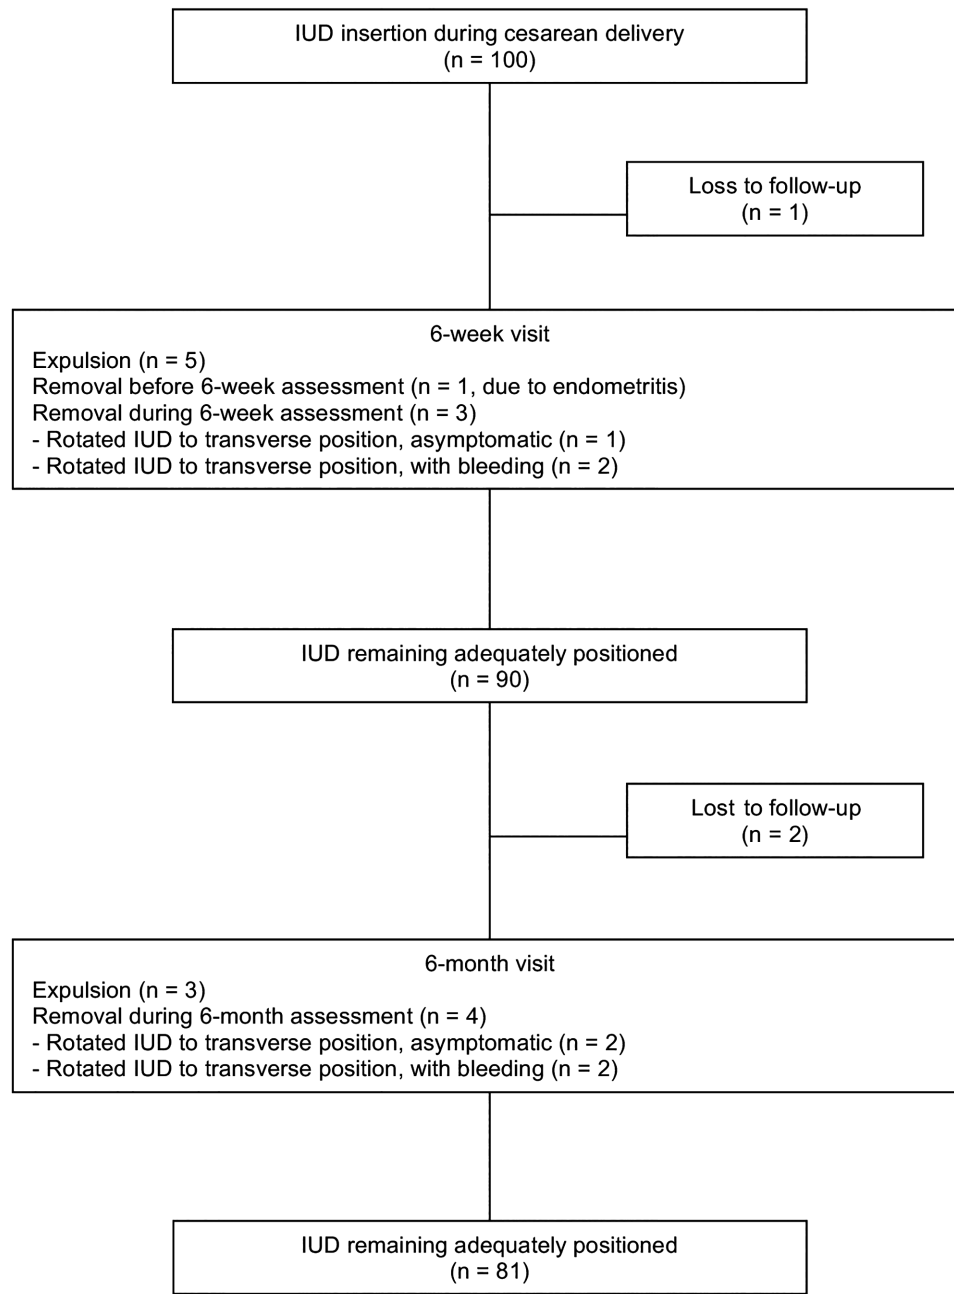 IUD insertion during cesarean delivery
(n = 100)
Loss to follow-up
(n = 1)
6-week visit
Expulsion (n = 5)
Removal before 6-week assessment (n = 1, due to endometritis)
Removal during 6-week assessment (n = 3)
- Rotated IUD to transverse position, asymptomatic (n = 1)
- Rotated IUD to transverse position, with bleeding (n = 2)
IUD remaining adequately positioned
(n = 90)
Lost to follow-up
(n = 2)
6-month visit
Expulsion (n = 3)
Removal during 6-month assessment (n = 4)
- Rotated IUD to transverse position, asymptomatic (n = 2)
- Rotated IUD to transverse position, with bleeding (n = 2)
IUD remaining adequately positioned
(n = 81)